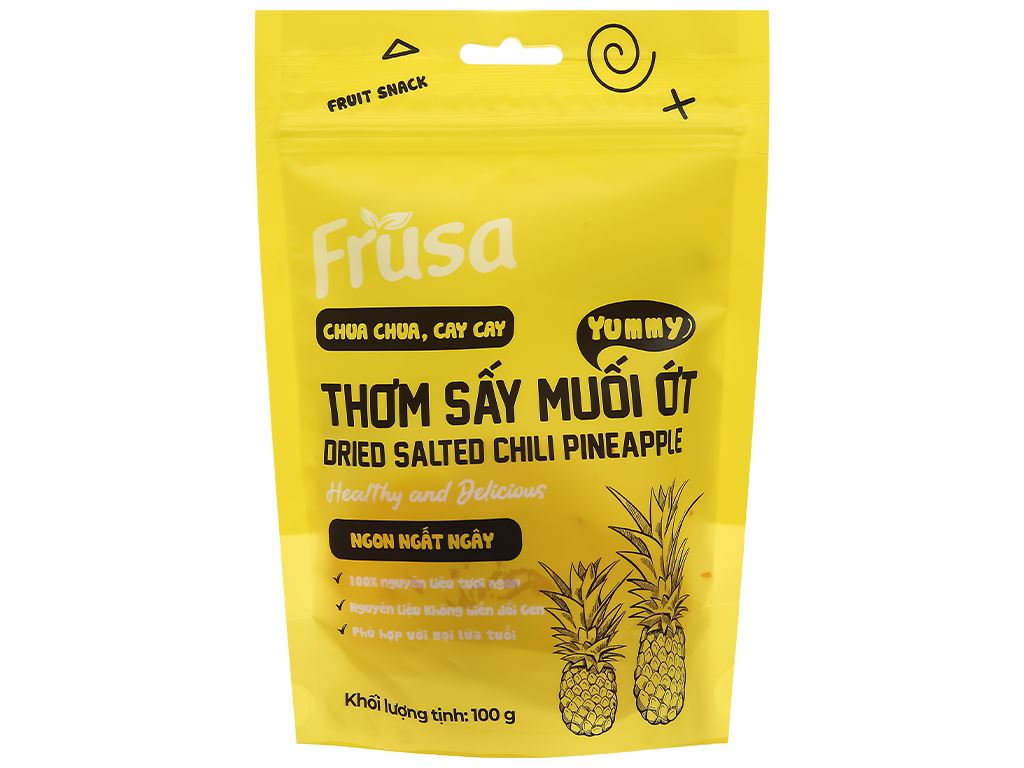 FRUIT SNACK
Frusa
CHUA CHUA, CAY CAY
YUMMY
THƠM SẤY MUỐI ỚT
DRIED SALTED CHILI PINEAPPLE
Healthy and Delicious
NGON NGẤT NGÂY
100% nguyên liệu tươi ngon
Nguyên liệu không biến đổi Gen
Phù hợp với mọi lứa tuổi
Khối lượng tịnh: 100 g